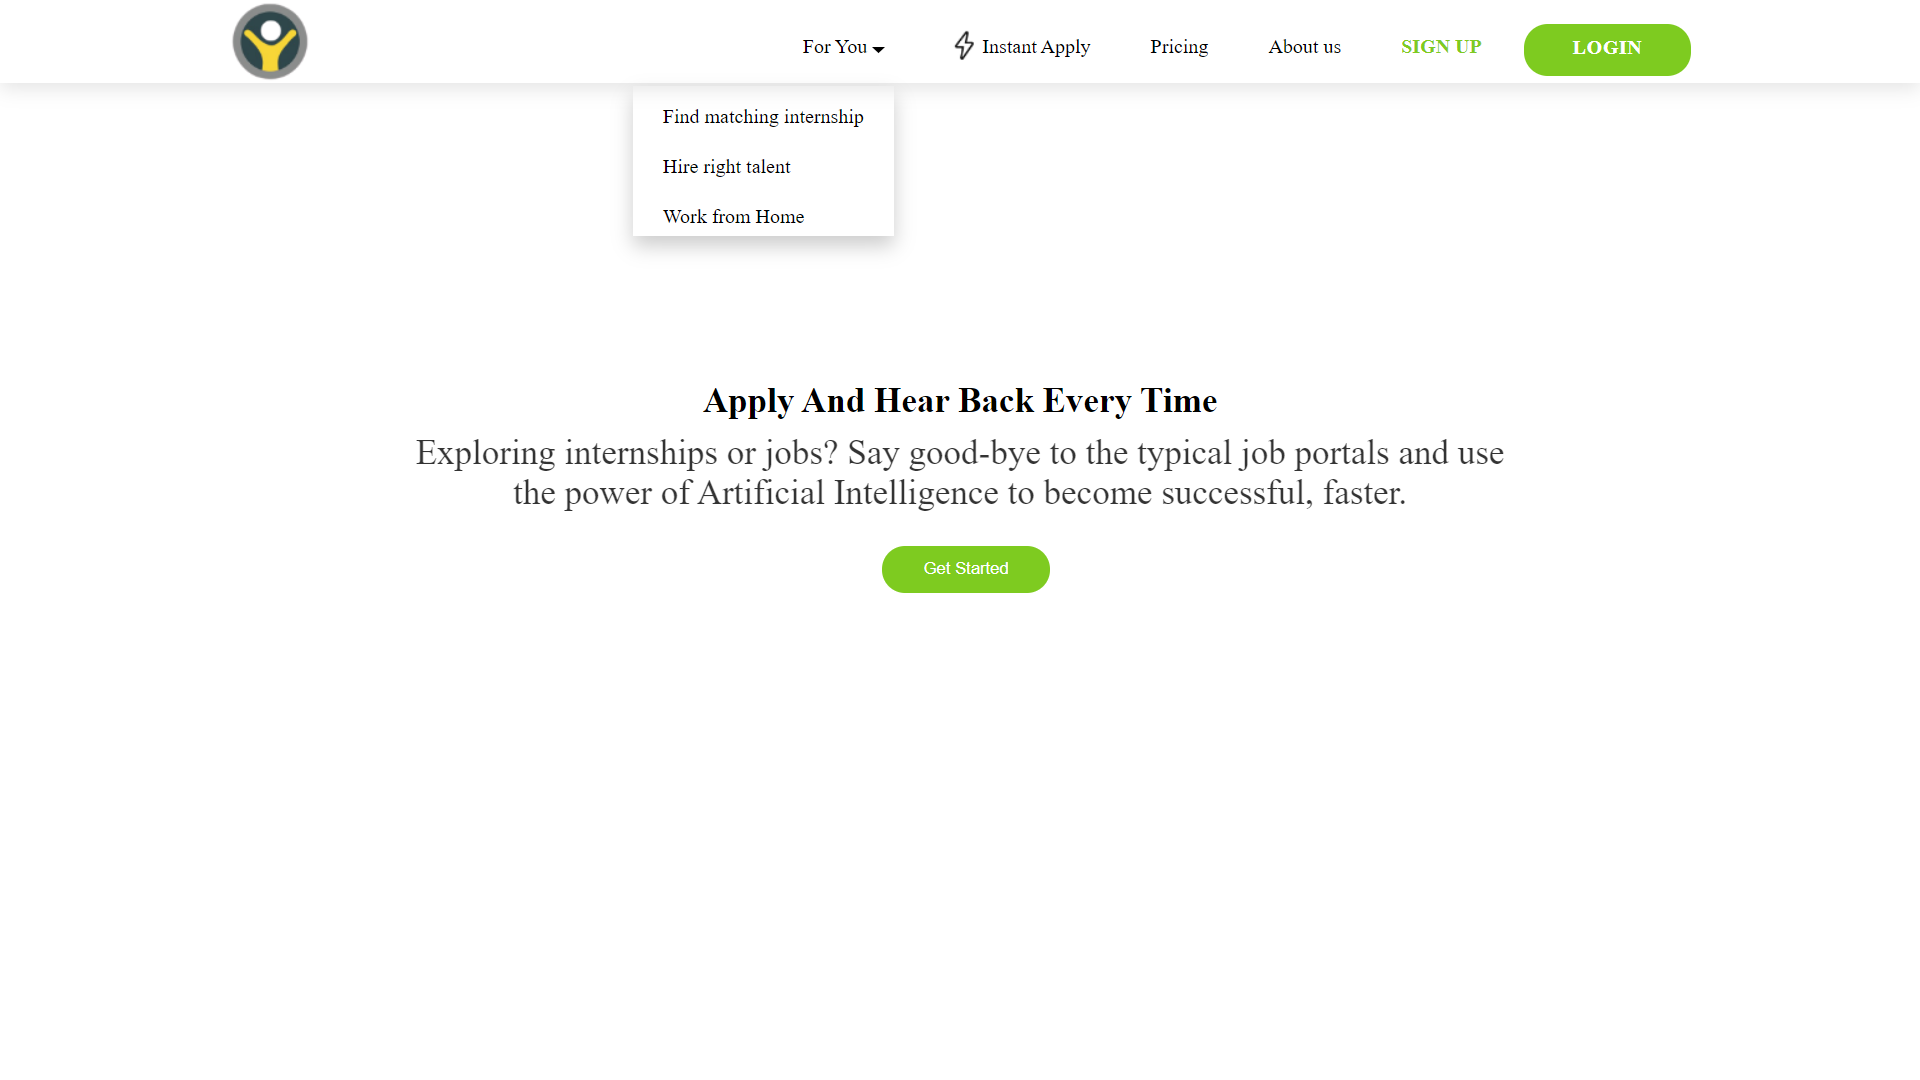 For You
Instant Apply
Pricing
About us
SIGN UP
LOGIN
Find matching internship
Hire right talent
Work from Home
Apply And Hear Back Every Time
Exploring internships or jobs? Say good-bye to the typical job portals and use
the power of Artificial Intelligence to become successful, faster.
Get Started